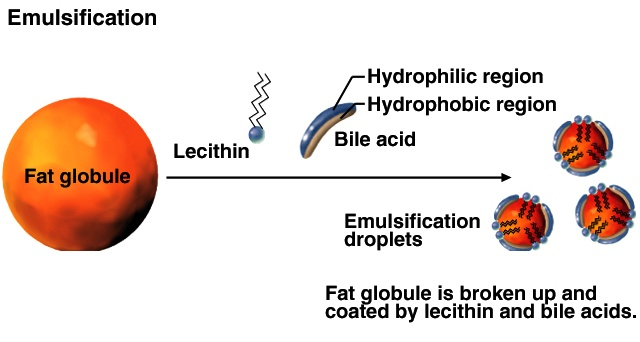 Emulsification
Hydrophilic region
Hydrophobic region
Lecithin
Bile acid
Fat globule
Emulsification
droplets
Fat globule is broken up and
coated by lecithin and bile acids.